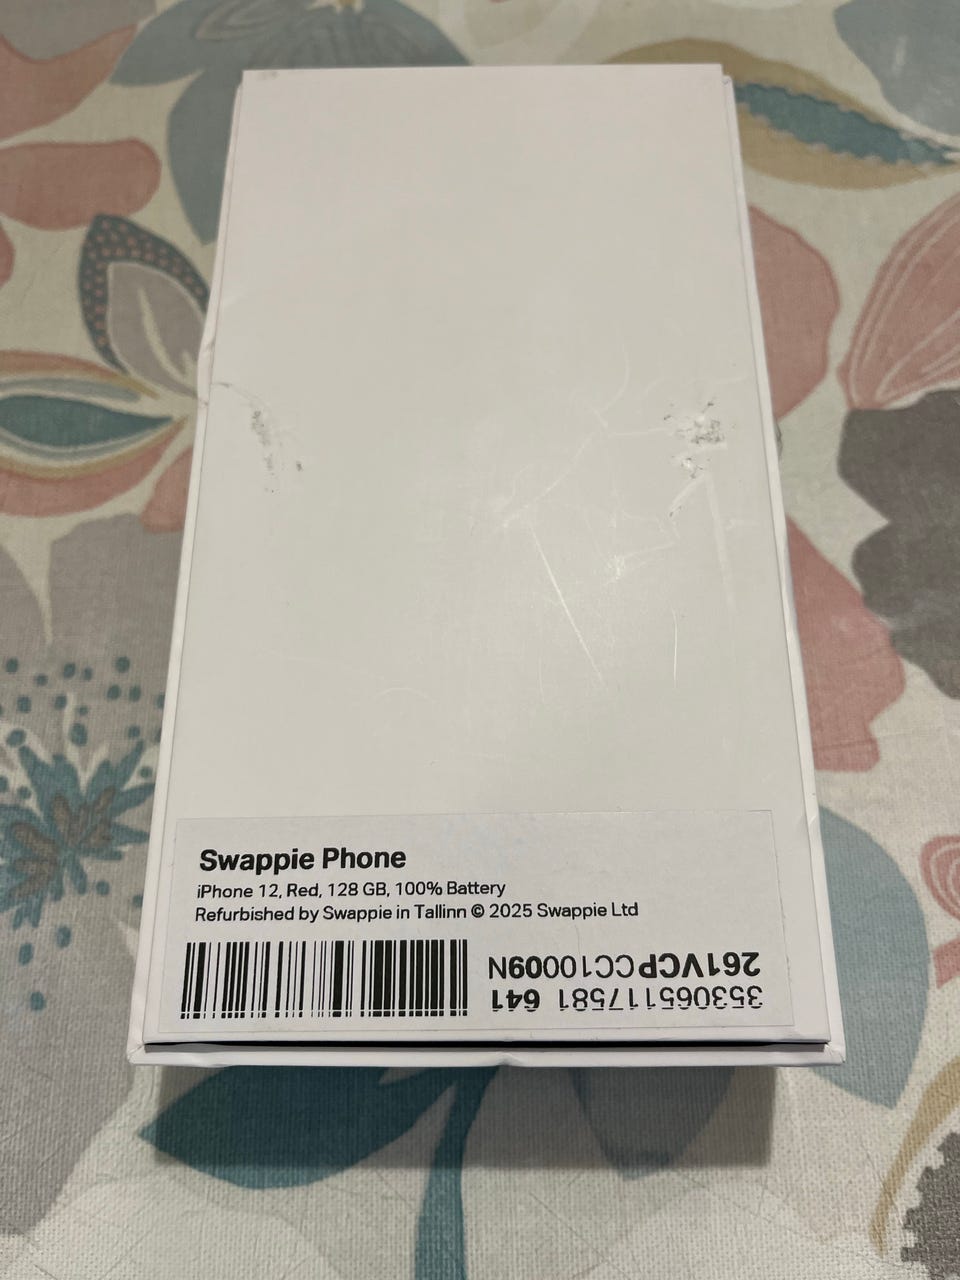 Swappie Phone
iPhone 12, Red, 128 GB, 100% Battery
Refurbished by Swappie in Tallinn © 2025 Swappie Ltd
353065117581 641
261VCPCC10009N